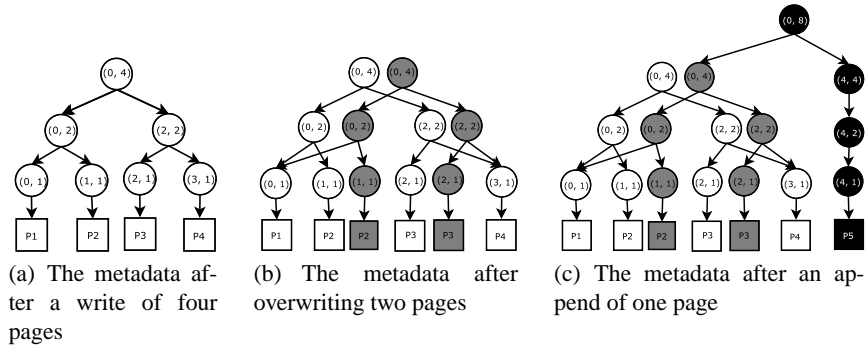 (0, 4)
(0, 2) (2, 2)
(0, 1) (1, 1) (2, 1) (3, 1)
P1 P2 P3 P4
(a) The metadata af-
ter a write of four
pages
(0, 4) (0, 4)
(0, 2) (0, 2) (2, 2) (2, 2)
(0, 1) (1, 1) (1, 1) (2, 1) (2, 1) (3, 1)
P1 P2 P2 P3 P3 P4
(b) The metadata after
overwriting two pages
(0, 8)
(0, 4) (0, 4) (4, 4)
(0, 2) (0, 2) (2, 2) (2, 2) (4, 2)
(0, 1) (1, 1) (1, 1) (2, 1) (2, 1) (3, 1) (4, 1)
P1 P2 P2 P3 P3 P4 P5
(c) The metadata after an ap-
pend of one page